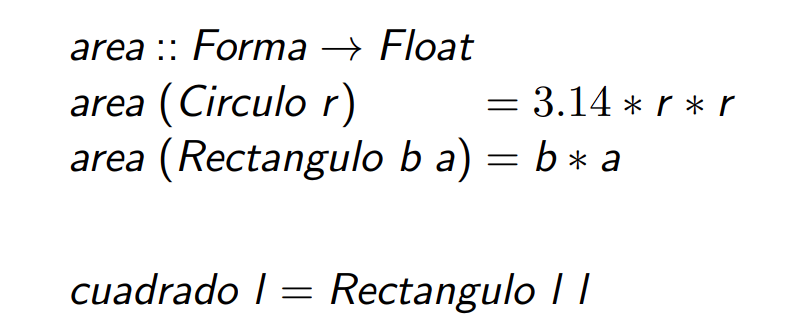 area :: Forma → Float
area (Circulo r) = 3.14 ∗ r ∗ r
area (Rectangulo b a) = b ∗ a
cuadrado l = Rectangulo l l